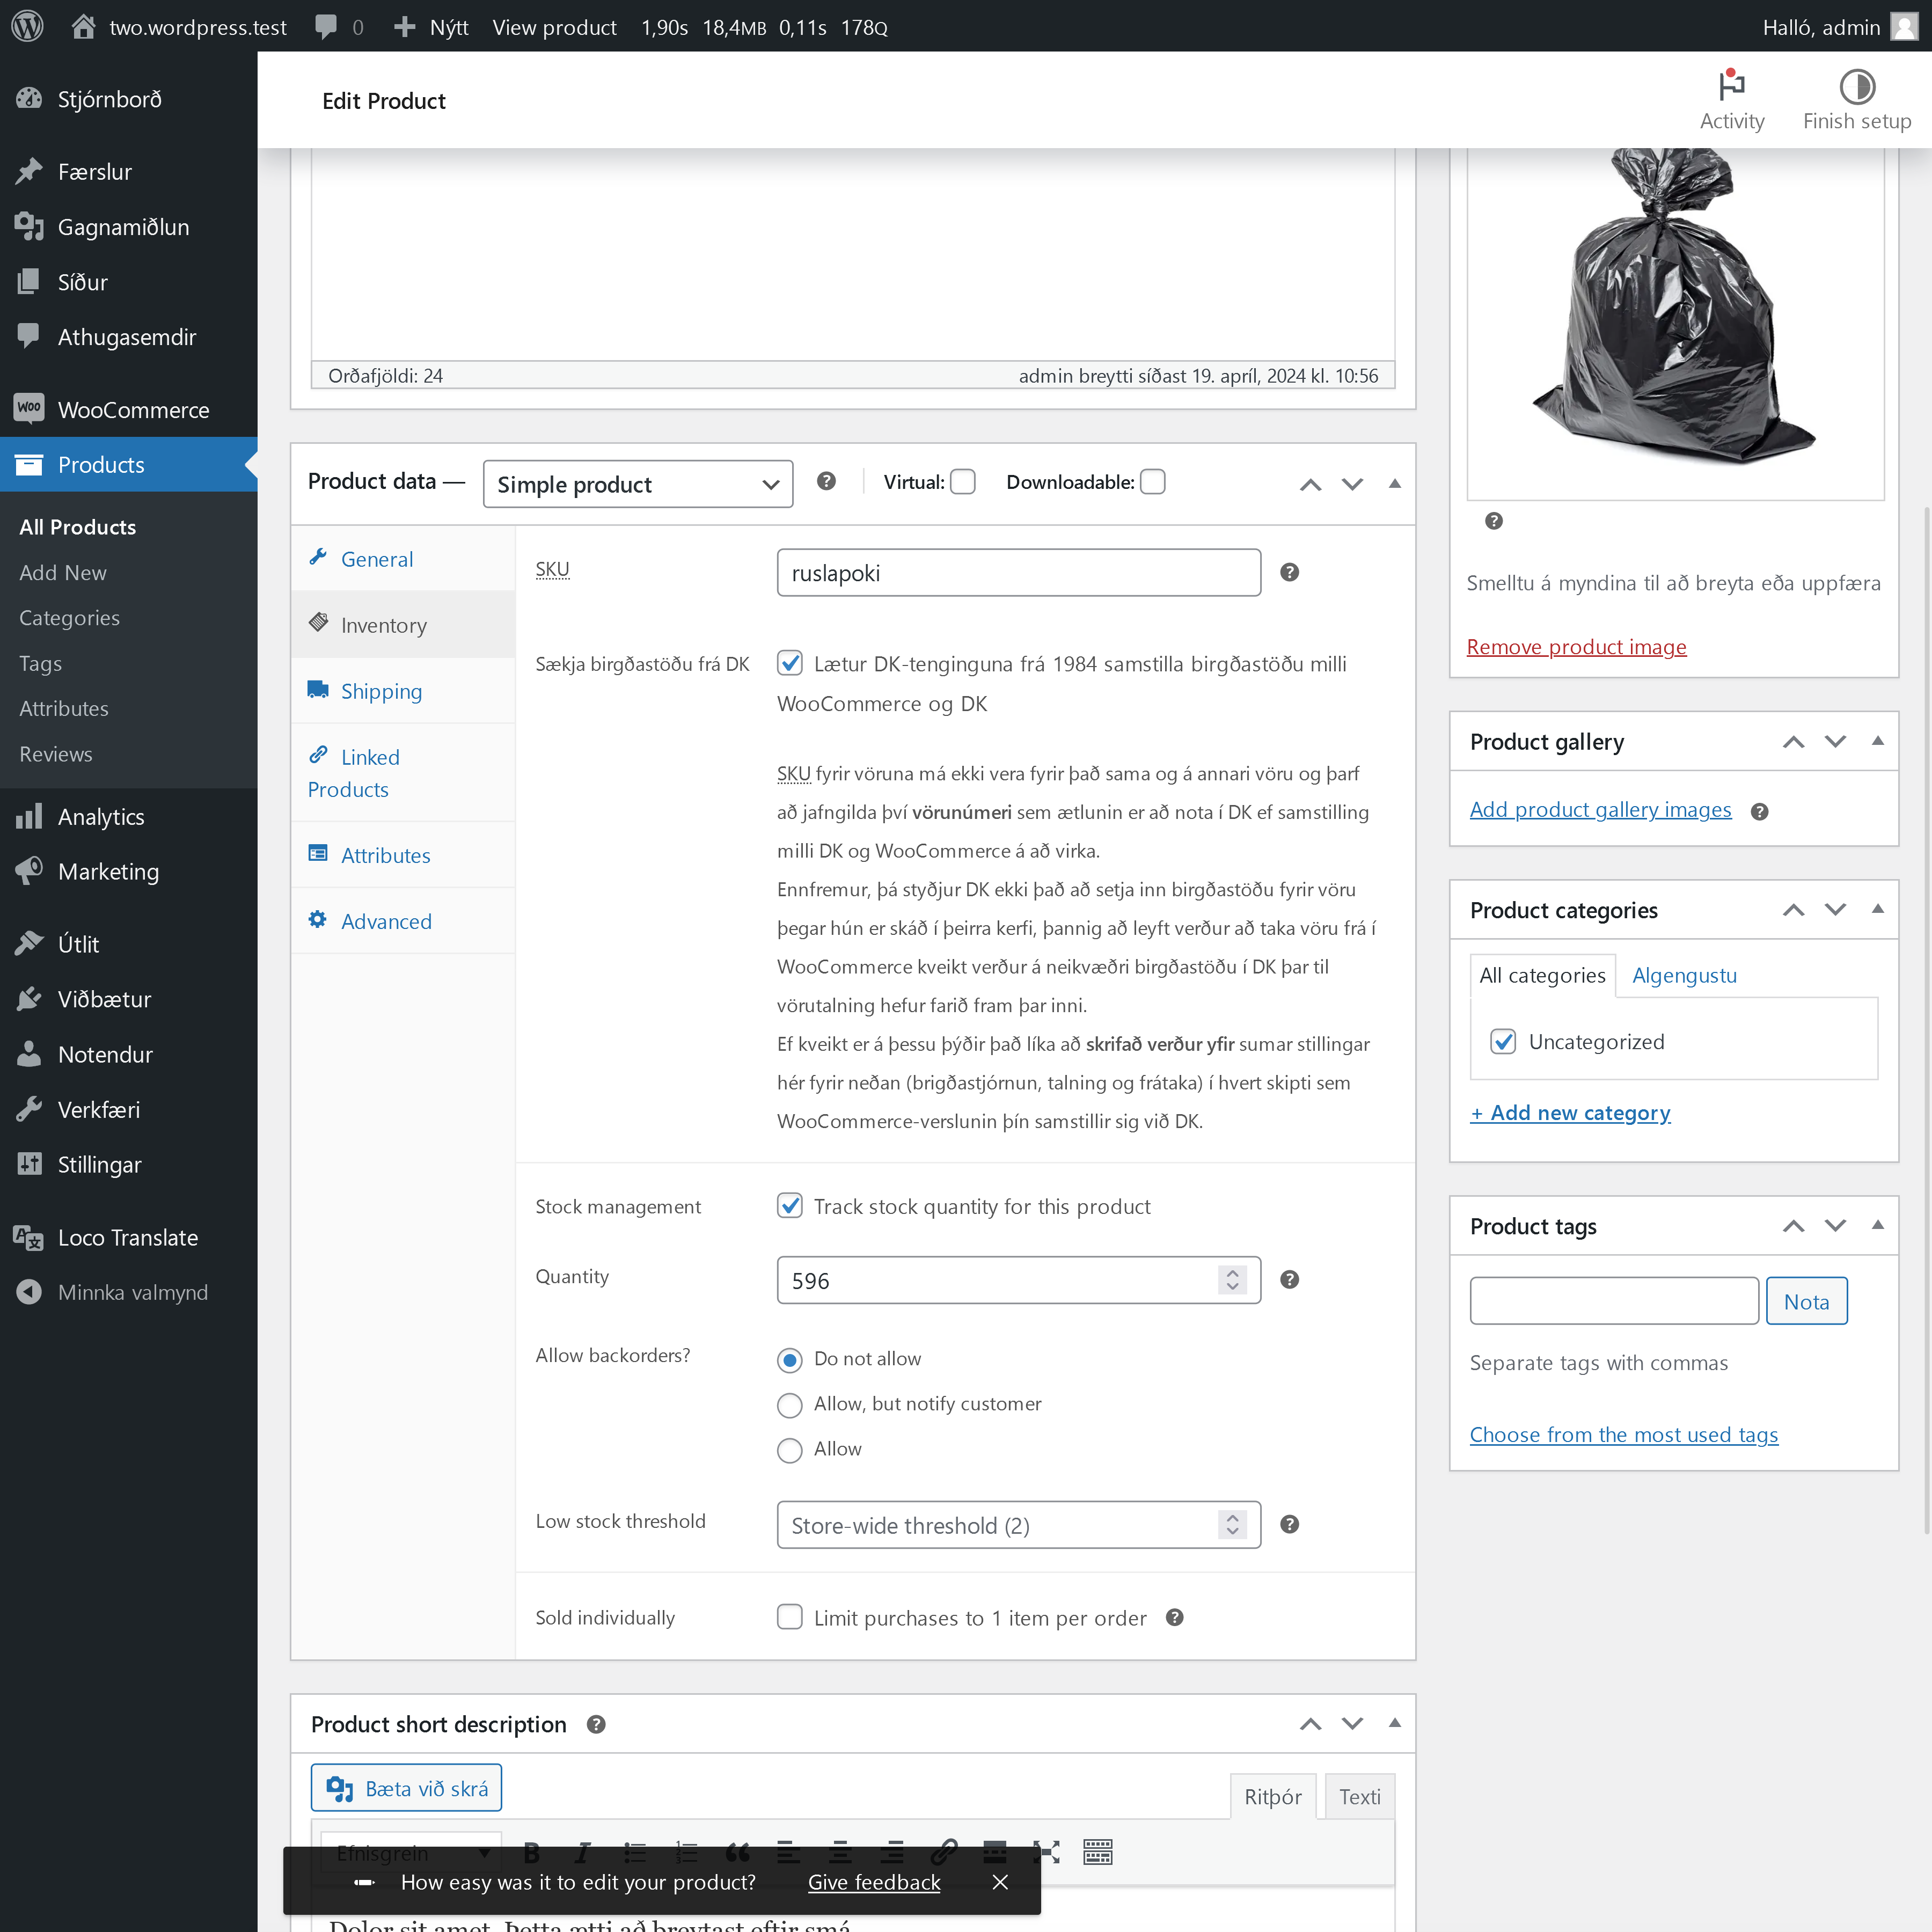 two.wordpress.test
0
Nýtt
View product
1,90s 18,4MB 0,11s 178Q
Halló, admin
Stjórnborð
Færslur
Gagnamiðlun
Síður
Athugasemdir
WooCommerce
Products
All Products
Add New
Categories
Tags
Attributes
Reviews
Analytics
Marketing
Útlit
Viðbætur
Notendur
Verkfæri
Stillingar
Loco Translate
Minnka valmynd
Edit Product
Activity
Finish setup
Orðafjöldi: 24
admin breytti síðast 19. apríl, 2024 kl. 10:56
Product data —
Simple product
Virtual:
Downloadable:
General
Inventory
Shipping
Linked
Products
Attributes
Advanced
SKU
ruslapoki
Sækja birgðastöðu frá DK
Lætur DK-tenginguna frá 1984 samstilla birgðastöðu milli
WooCommerce og DK
SKU fyrir vöruna má ekki vera fyrir það sama og á annari vöru og þarf
að jafngilda því vörunúmeri sem ætlunin er að nota í DK ef samstilling
milli DK og WooCommerce á að virka.
Ennfremur, þá styðjur DK ekki það að setja inn birgðastöðu fyrir vöru
þegar hún er skáð í þeirra kerfi, þannig að leyft verður að taka vöru frá í
WooCommerce kveikt verður á neikvæðri birgðastöðu í DK þar til
vörutalning hefur farið fram þar inni.
Ef kveikt er á þessu þýðir það líka að skrifað verður yfir sumar stillingar
hér fyrir neðan (brigðastjórnun, talning og frátaka) í hvert skipti sem
WooCommerce-verslunin þín samstillir sig við DK.
Stock management
Track stock quantity for this product
Quantity
596
Allow backorders?
Do not allow
Allow, but notify customer
Allow
Low stock threshold
Store-wide threshold (2)
Sold individually
Limit purchases to 1 item per order
Product short description
Bæta við skrá
Ritþór
Texti
Efnisgrein
How easy was it to edit your product?
Give feedback
Dolor sit amet. Þetta ætti að breytast eftir smá
Smelltu á myndina til að breyta eða uppfæra
Remove product image
Product gallery
Add product gallery images
Product categories
All categories
Algengustu
Uncategorized
+ Add new category
Product tags
Nota
Separate tags with commas
Choose from the most used tags